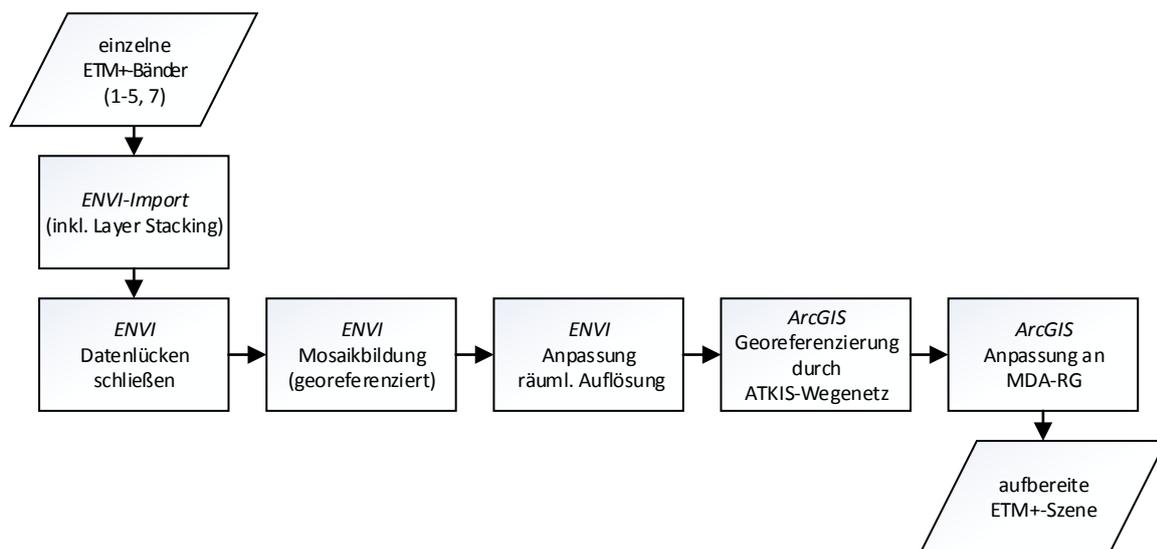 einzelne
ETM+-Bänder
(1-5, 7)
ENVI-Import
(inkl. Layer Stacking)
ENVI
Datenlücken
schließen
ENVI
Mosaikbildung
(georeferenziert)
ENVI
Anpassung
räuml. Auflösung
ArcGIS
Georeferenzierung
durch
ATKIS-Wegenetz
ArcGIS
Anpassung an
MDA-RG
aufbereite
ETM+-Szene